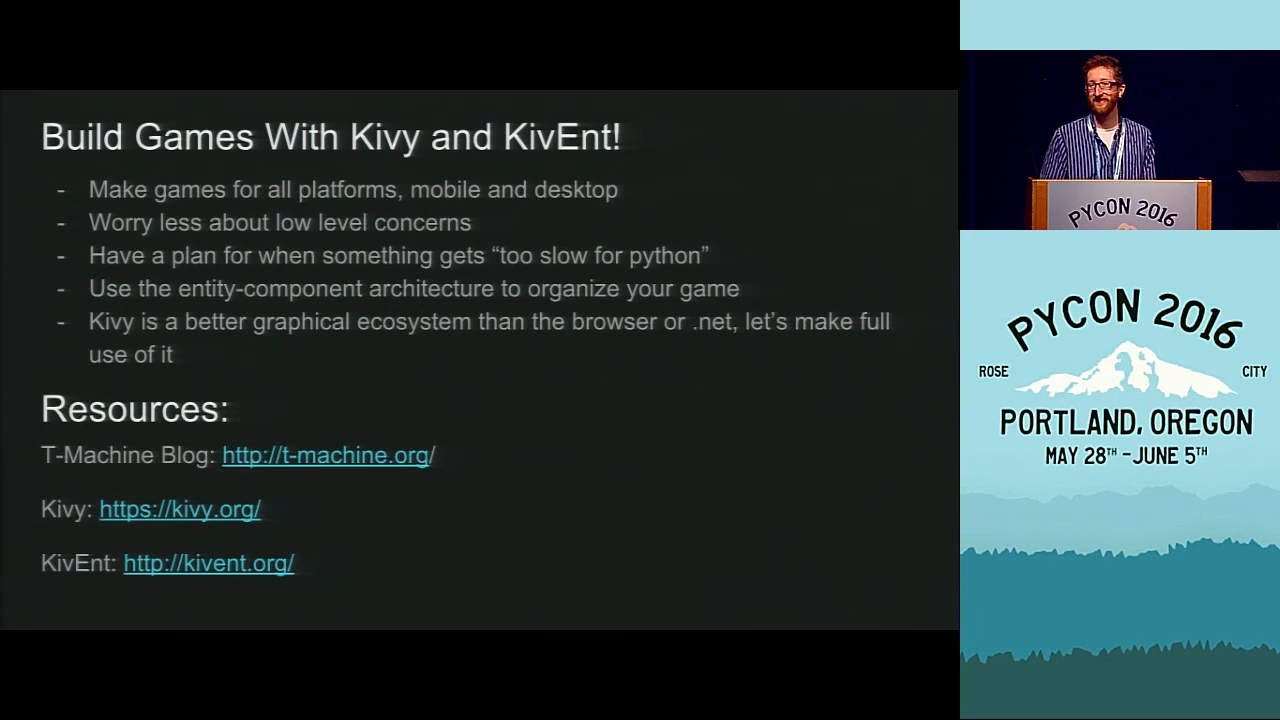 Build Games With Kivy and KivEnt!
- Make games for all platforms, mobile and desktop
- Worry less about low level concerns
- Have a plan for when something gets “too slow for python”
- Use the entity-component architecture to organize your game
- Kivy is a better graphical ecosystem than the browser or .net, let’s make full
use of it
Resources:
T-Machine Blog: http://t-machine.org/
Kivy: https://kivy.org/
KivEnt: http://kivent.org/
PYCON 2016
PYCON 2016
ROSE CITY
PORTLAND, OREGON
MAY 28TH - JUNE 5TH